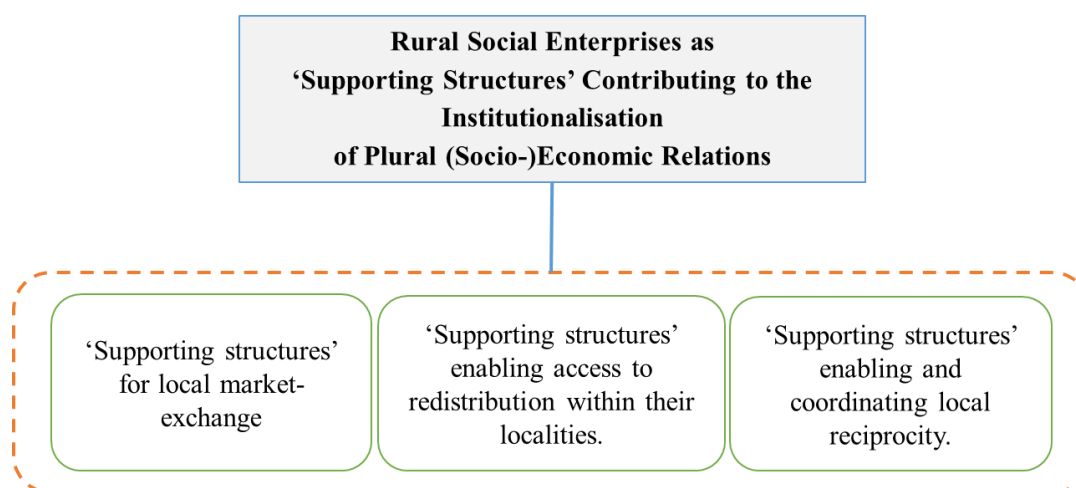 Rural Social Enterprises as
‘Supporting Structures’ Contributing to the
Institutionalisation
of Plural (Socio-)Economic Relations
‘Supporting structures’
for local market-
exchange
‘Supporting structures’
enabling access to
redistribution within their
localities.
‘Supporting structures’
enabling and
coordinating local
reciprocity.